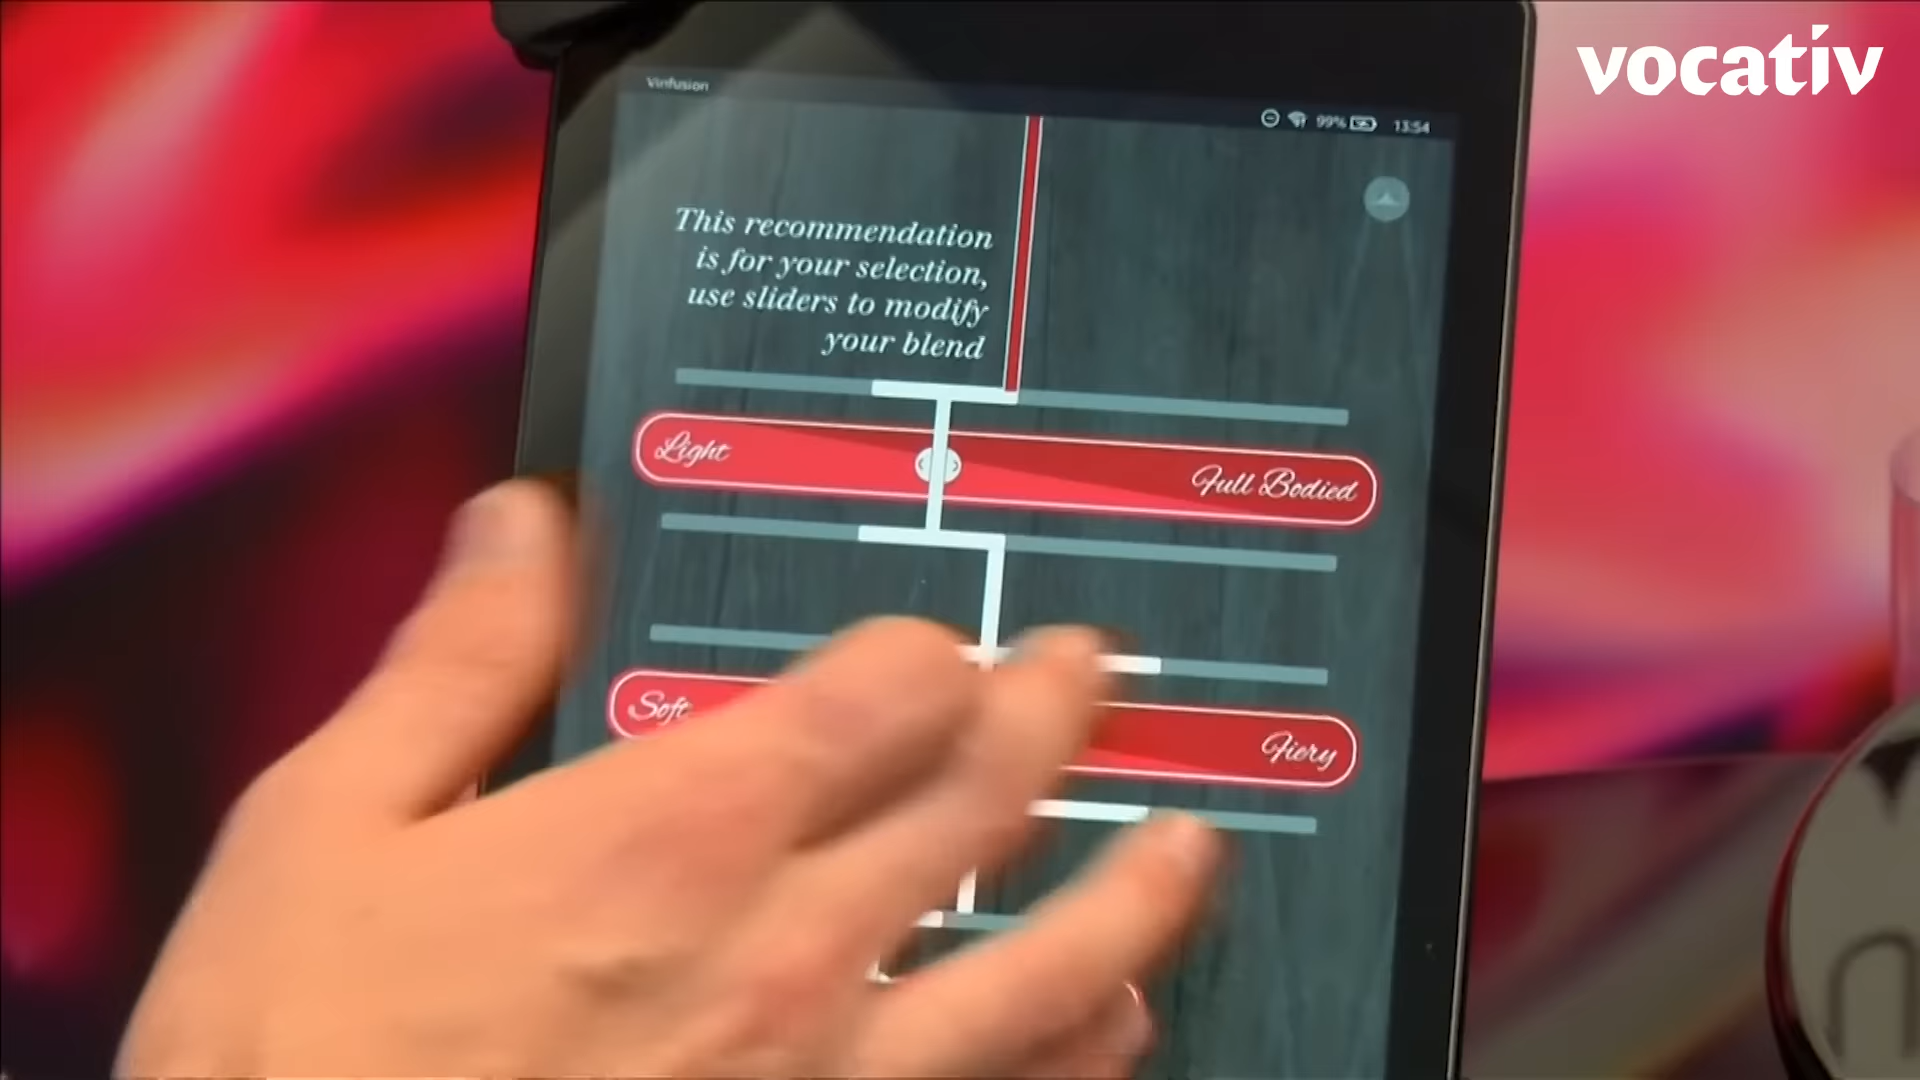 vocativ
Vinfusion
99% 13:54
This recommendation
is for your selection,
use sliders to modify
your blend
Light Full Bodied
Soft Fiery
n